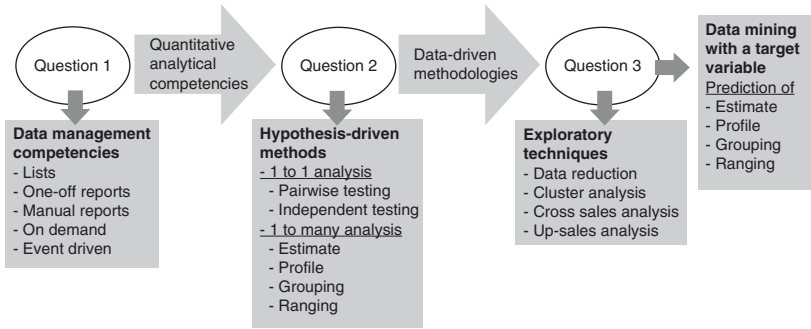 Question 1
Quantitative
analytical
competencies
Question 2
Data-driven
methodologies
Question 3
Data mining
with a target
variable
Prediction of
- Estimate
- Profile
- Grouping
- Ranging
Data management
competencies
- Lists
- One-off reports
- Manual reports
- On demand
- Event driven
Hypothesis-driven
methods
- 1 to 1 analysis
- Pairwise testing
- Independent testing
- 1 to many analysis
- Estimate
- Profile
- Grouping
- Ranging
Exploratory
techniques
- Data reduction
- Cluster analysis
- Cross sales analysis
- Up-sales analysis